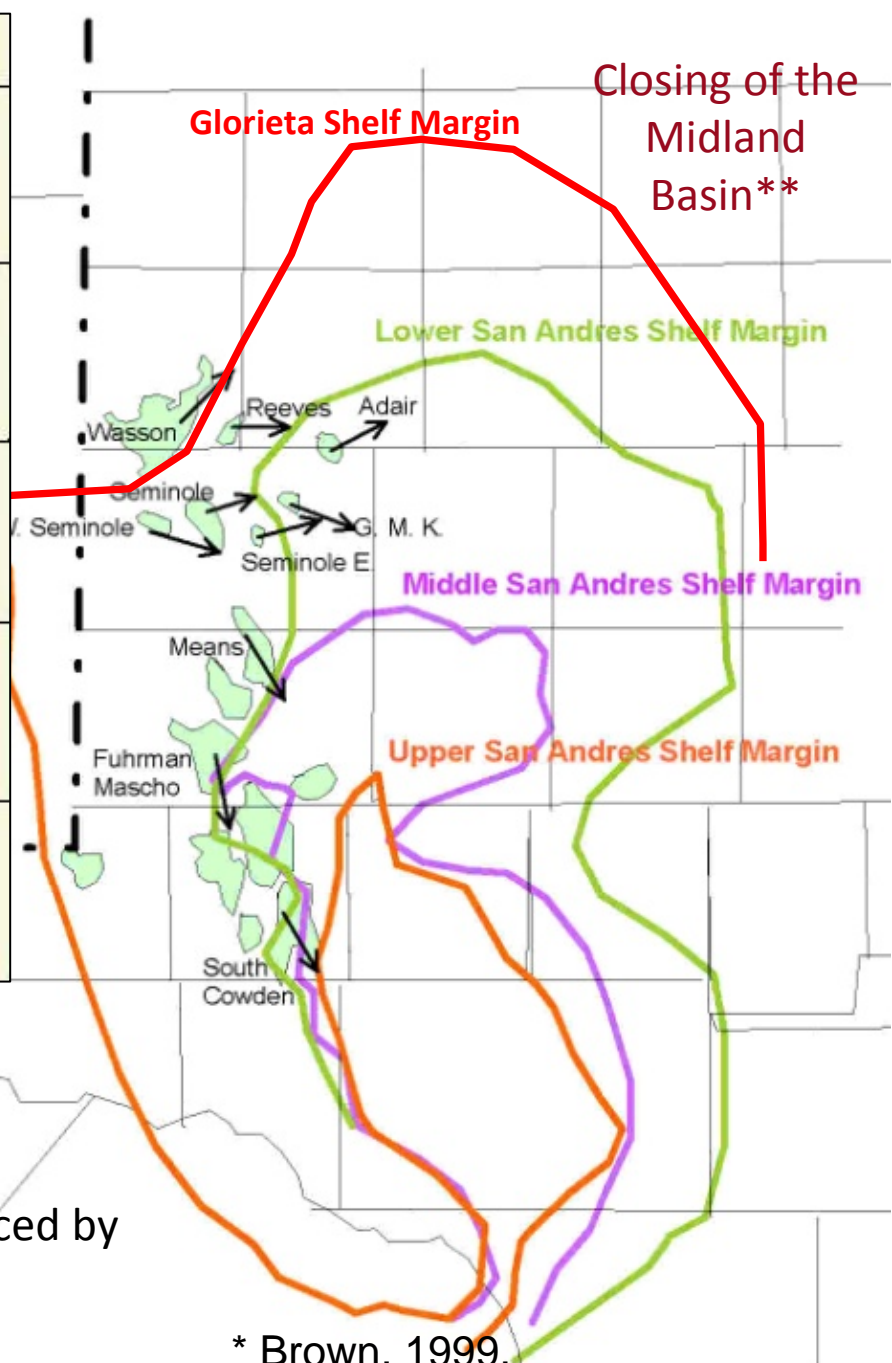 Closing of the
Midland
Basin**
Glorieta Shelf Margin
Lower San Andres Shelf Margin
Reeves
Adair
Wasson
Seminole
. Seminole
G. M. K.
Seminole E.
Middle San Andres Shelf Margin
Means
Upper San Andres Shelf Margin
Fuhrman
Mascho
South
Cowden
ced by
* Brown, 1999.